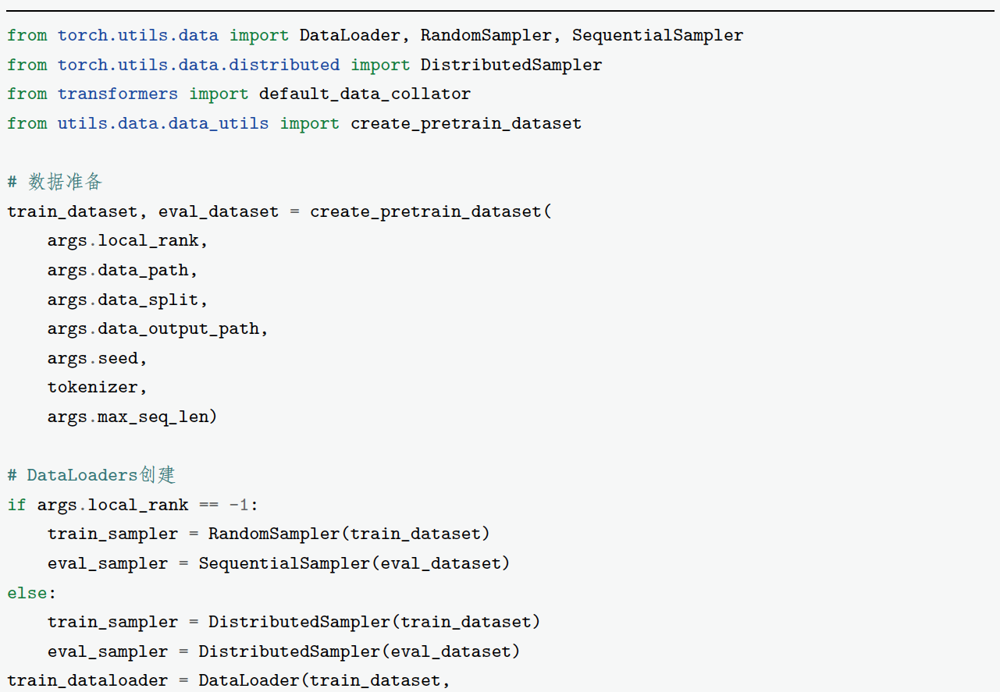 from torch.utils.data import DataLoader, RandomSampler, SequentialSampler
from torch.utils.data.distributed import DistributedSampler
from transformers import default_data_collator
from utils.data.data_utils import create_pretrain_dataset

# 数据准备
train_dataset, eval_dataset = create_pretrain_dataset(
    args.local_rank,
    args.data_path,
    args.data_split,
    args.data_output_path,
    args.seed,
    tokenizer,
    args.max_seq_len)

# DataLoaders创建
if args.local_rank == -1:
    train_sampler = RandomSampler(train_dataset)
    eval_sampler = SequentialSampler(eval_dataset)
else:
    train_sampler = DistributedSampler(train_dataset)
    eval_sampler = DistributedSampler(eval_dataset)
train_dataloader = DataLoader(train_dataset,